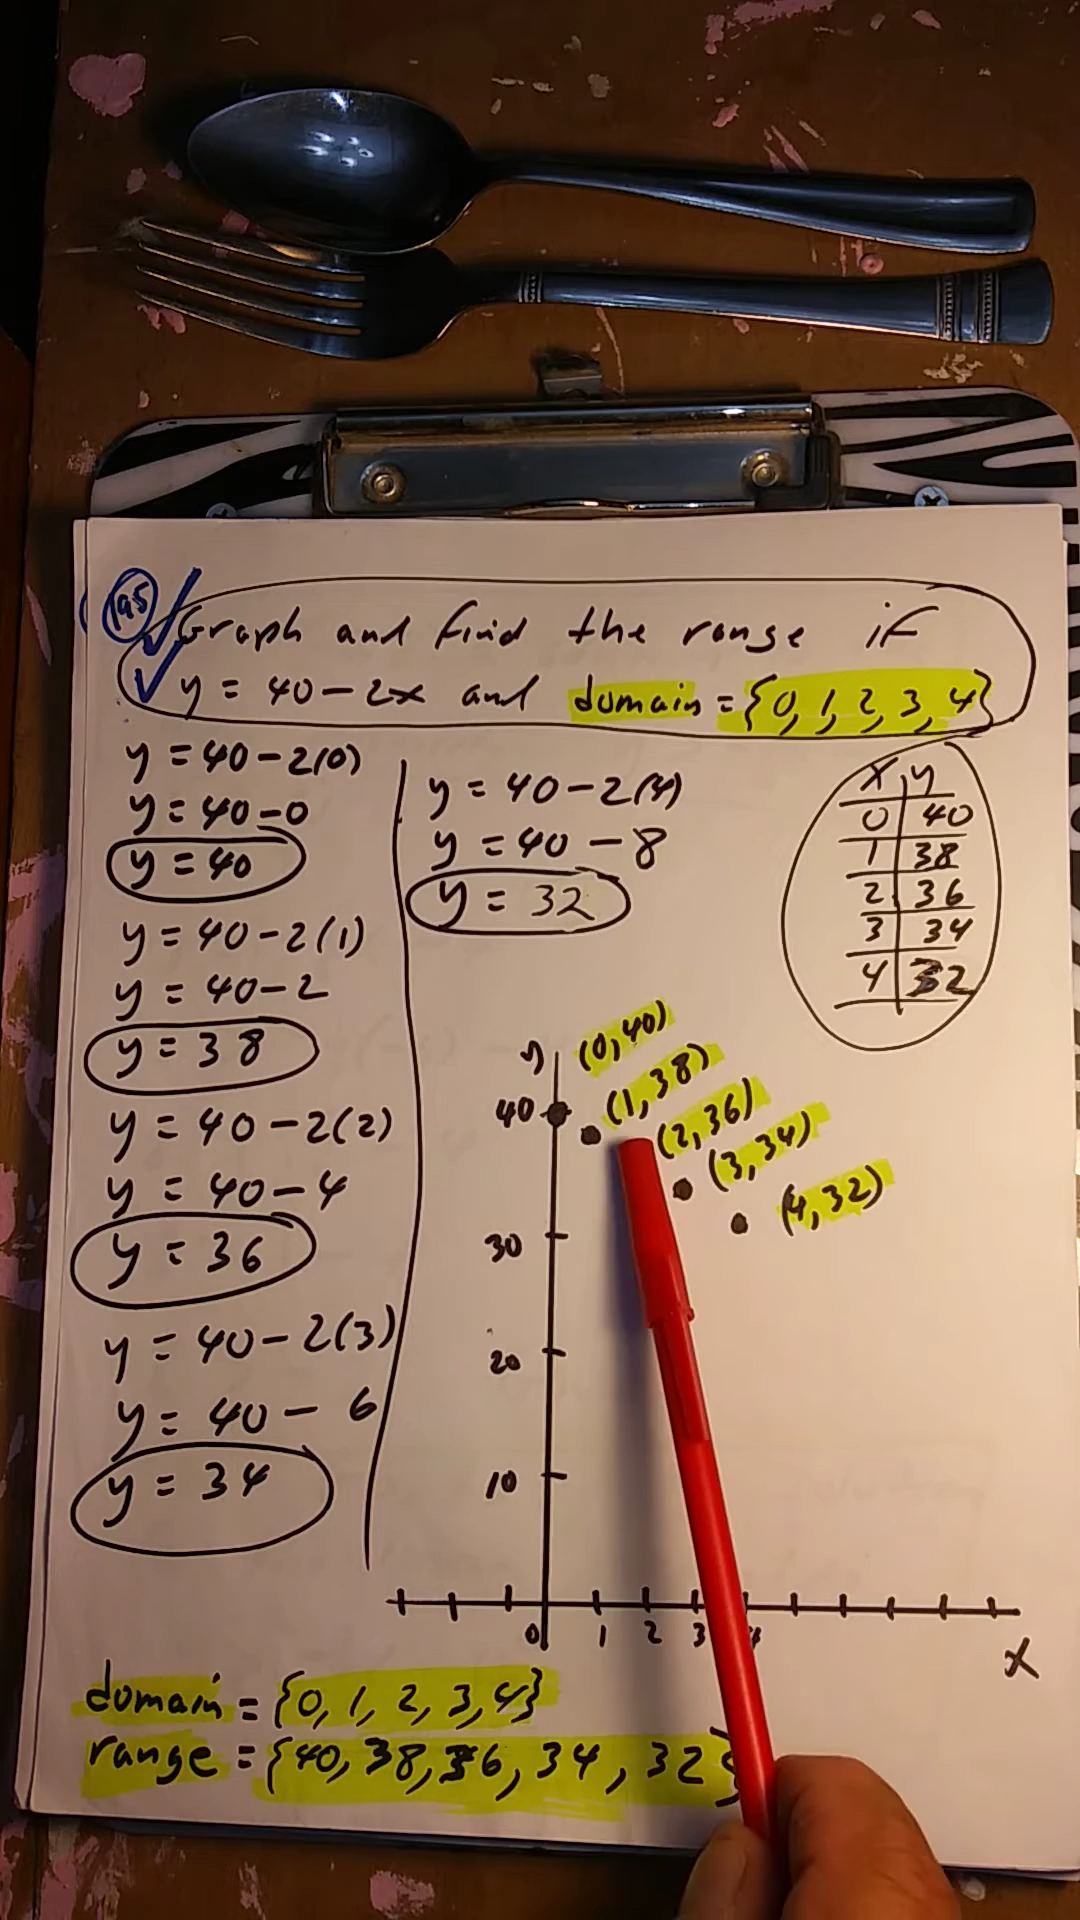 195
Graph and find the range if
y = 40-2x and domain = {0, 1, 2, 3, 4}
y = 40-2(0)
y = 40-0
y = 40
y = 40-2(1)
y = 40-2
y = 38
y = 40-2(2)
y = 40-4
y = 36
y = 40-2(3)
y = 40- 6
y = 34
y = 40-2(4)
y = 40 - 8
y = 32
x y
0 40
1 38
2 36
3 34
4 32
y
(0,40)
(1,38)
(2,36)
(3,34)
(4,32)
40
30
20
10
0 1 2 3
x
domain = {0, 1, 2, 3, 4}
range = {40, 38, 36, 34, 32}